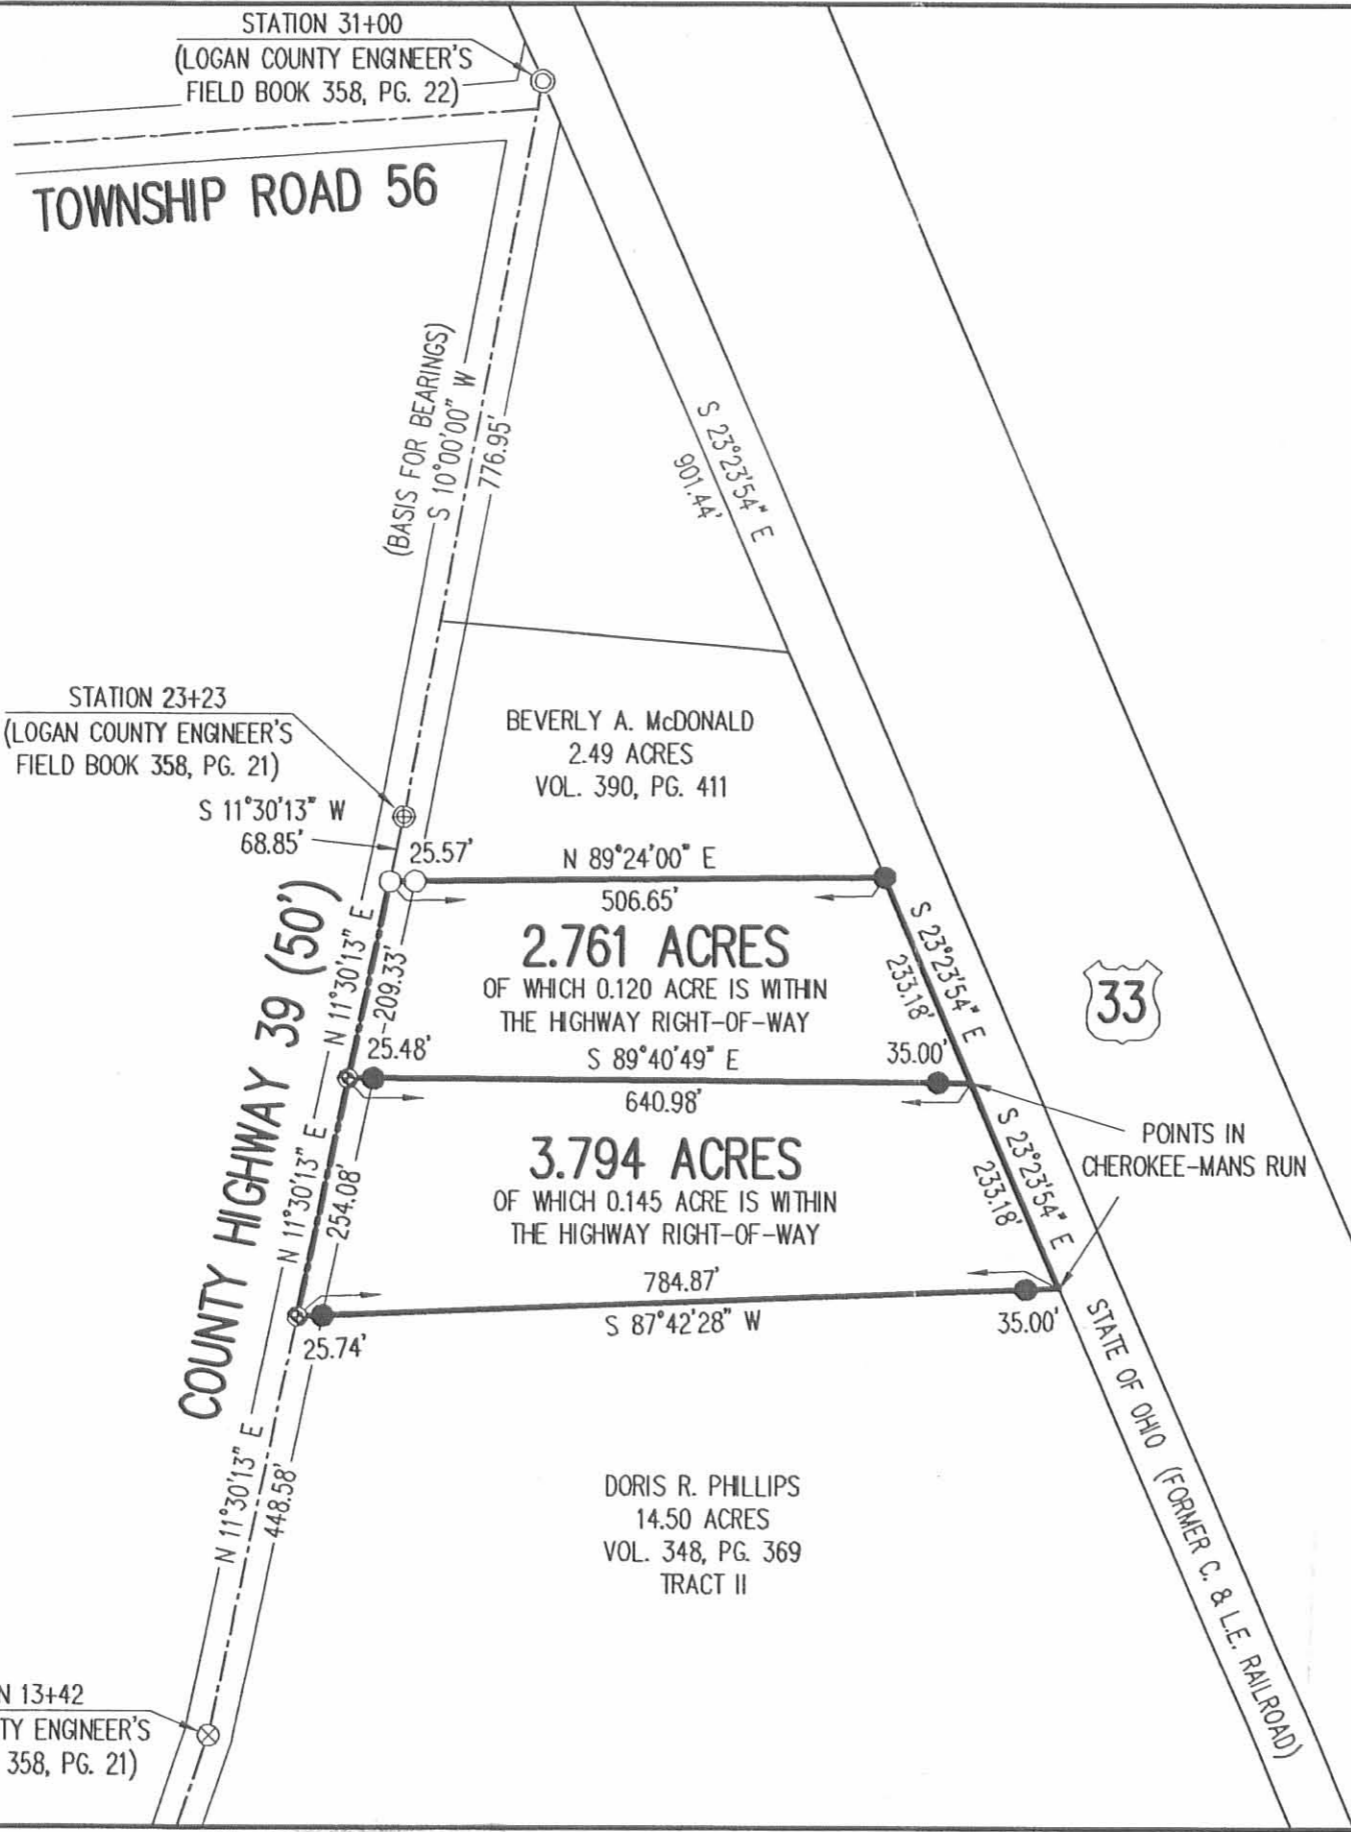 STATION 31+00
(LOGAN COUNTY ENGINEER'S
FIELD BOOK 358, PG. 22)
TOWNSHIP ROAD 56
(BASIS FOR BEARINGS)
S 10°00'00" W
776.95'
S 23°23'54" E
901.44'
STATION 23+23
(LOGAN COUNTY ENGINEER'S
FIELD BOOK 358, PG. 21)
S 11°30'13" W
68.85'
BEVERLY A. McDONALD
2.49 ACRES
VOL. 390, PG. 411
25.57'
N 89°24'00" E
506.65'
COUNTY HIGHWAY 39 (50')
N 11°30'13" E
209.33'
2.761 ACRES
OF WHICH 0.120 ACRE IS WITHIN
THE HIGHWAY RIGHT-OF-WAY
S 23°23'54" E
233.18'
33
25.48'
S 89°40'49" E
640.98'
35.00'
POINTS IN
CHEROKEE-MANS RUN
N 11°30'13" E
254.08'
3.794 ACRES
OF WHICH 0.145 ACRE IS WITHIN
THE HIGHWAY RIGHT-OF-WAY
S 23°23'54" E
233.18'
784.87'
S 87°42'28" W
25.74'
35.00'
N 11°30'13" E
448.58'
DORIS R. PHILLIPS
14.50 ACRES
VOL. 348, PG. 369
TRACT II
STATE OF OHIO (FORMER C. & L.E. RAILROAD)
N 13+42
TY ENGINEER'S
358, PG. 21)